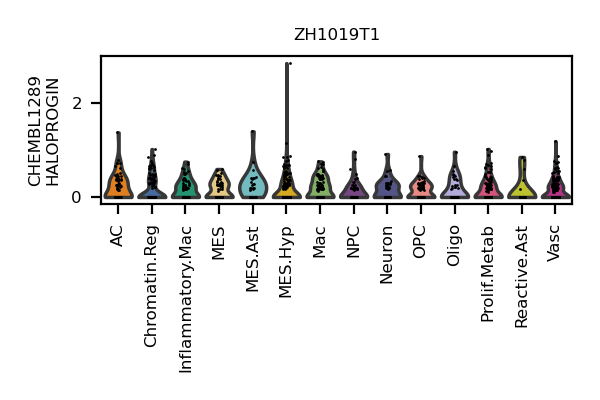 ZH1019T1
CHEMBL1289
HALOPROGIN
2
0
AC
Chromatin.Reg
Inflammatory.Mac
MES
MES.Ast
MES.Hyp
Mac
NPC
Neuron
OPC
Oligo
Prolif.Metab
Reactive.Ast
Vasc